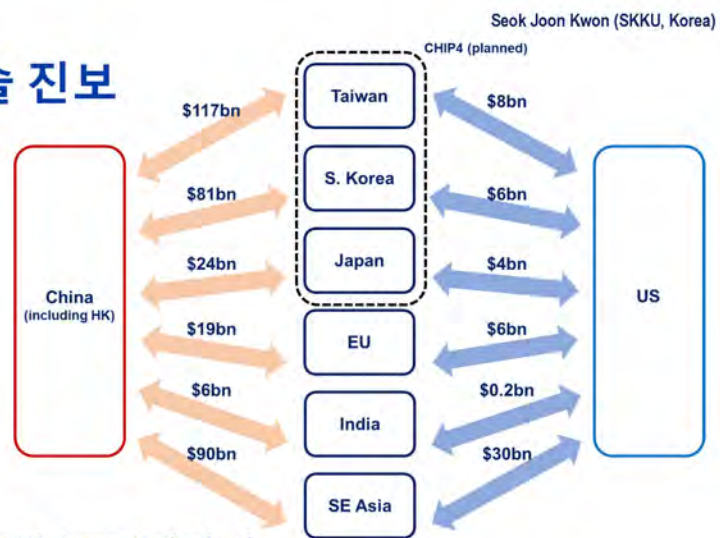 Seok Joon Kwon (SKKU, Korea)
CHIP4 (planned)
진보
$117bn
Taiwan
$8bn
$81bn
S. Korea
$6bn
$24bn
Japan
$4bn
China
(including HK)
US
$19bn
EU
$6bn
$6bn
India
$0.2bn
$90bn
SE Asia
$30bn